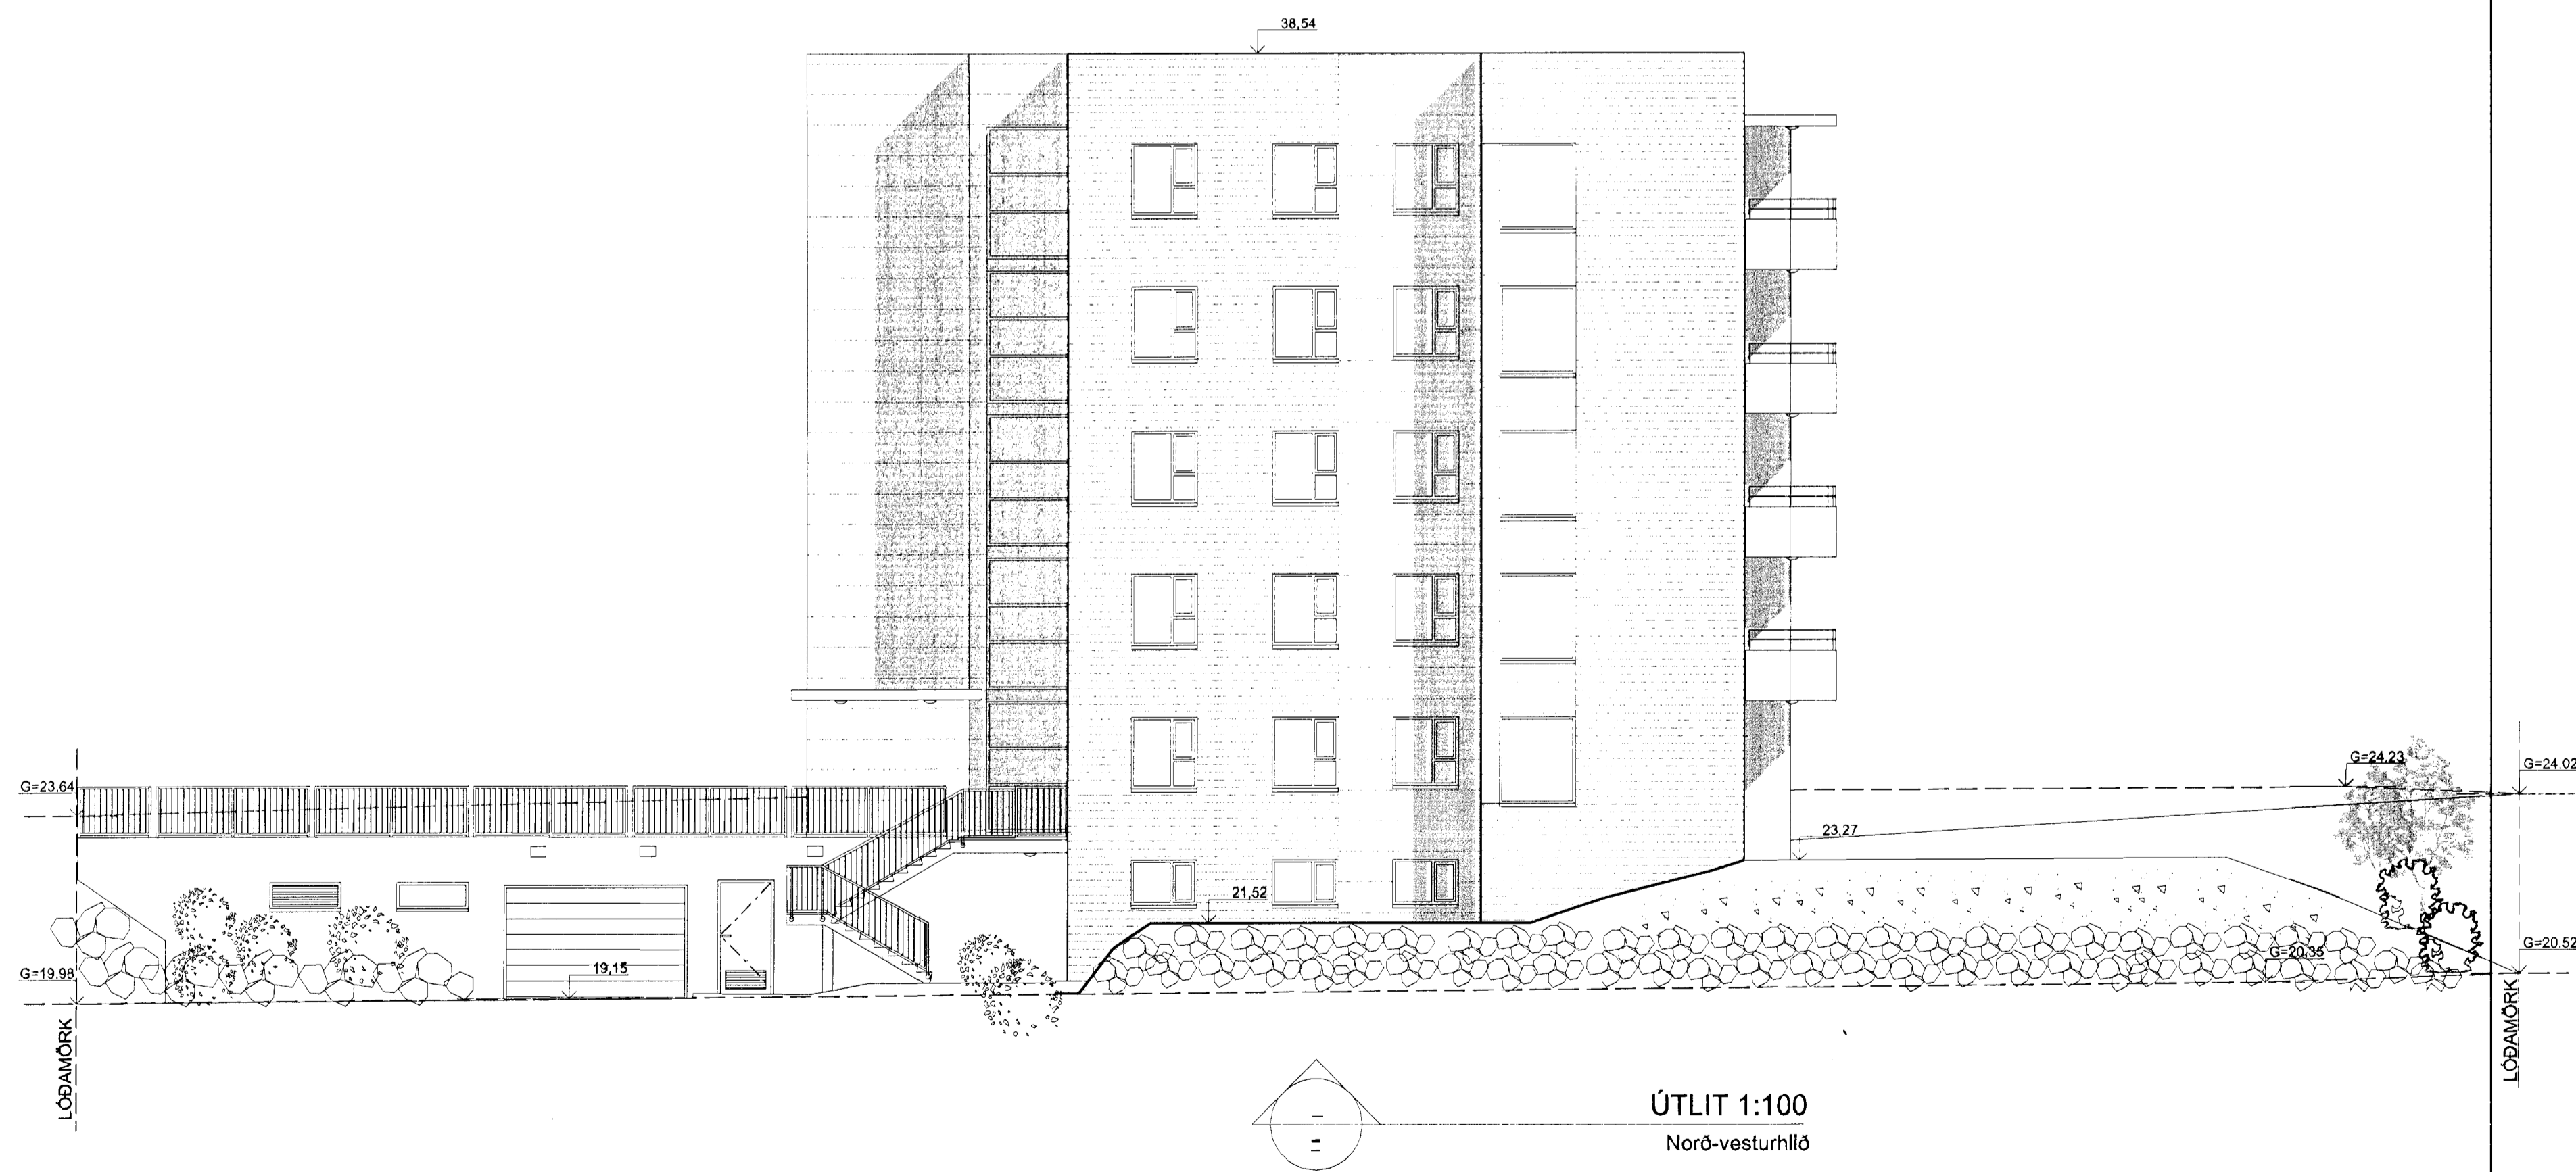 38,54
G=24.23
G=24.02
G=23.64
23,27
21,52
G=20.35
G=20.52
19,15
G=19.98
LÓÐAMÖRK
LÓÐAMÖRK
ÚTLIT 1:100
Norð-vesturhlið